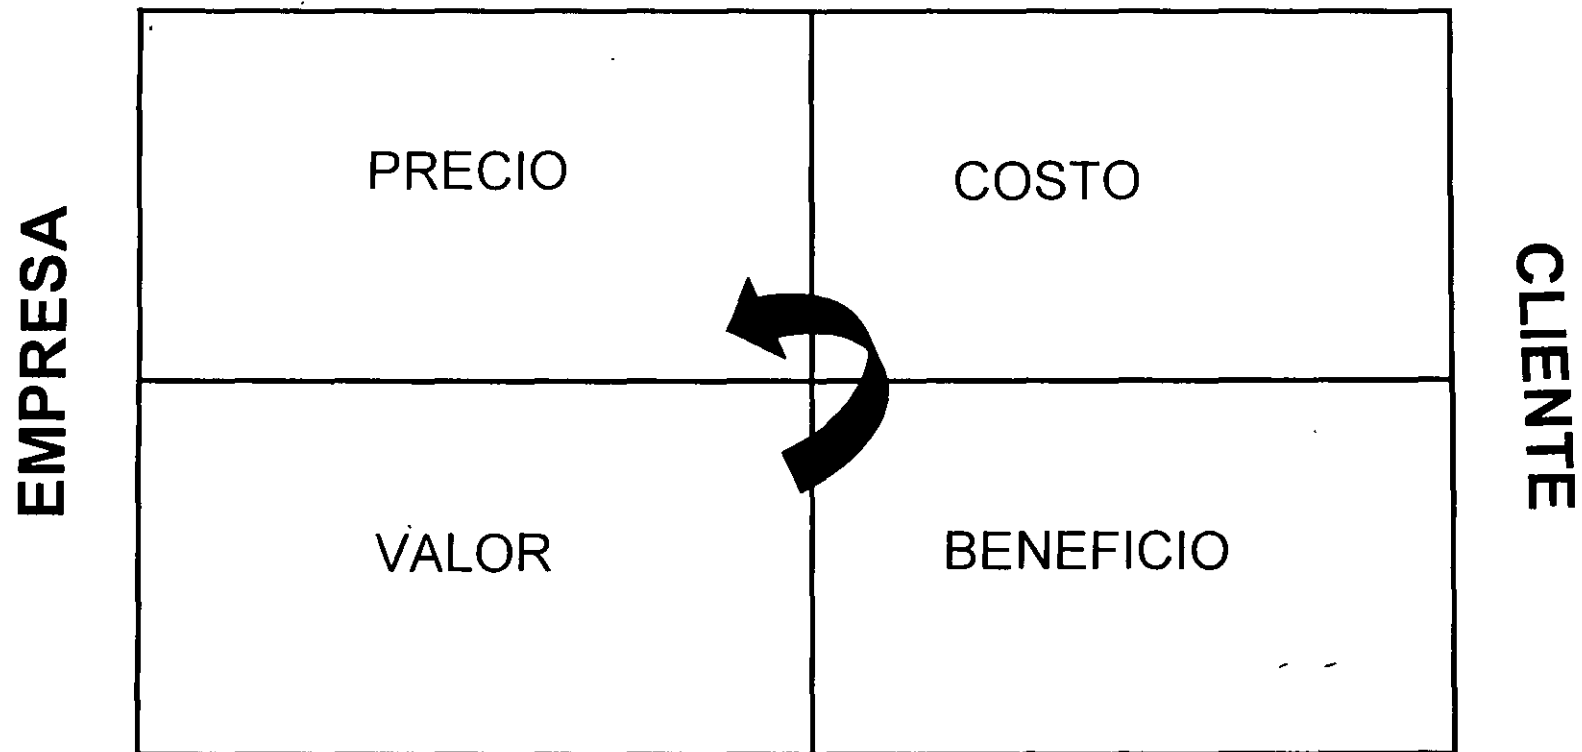 PRECIO
COSTO
EMPRESA
CLIENTE
VALOR
BENEFICIO